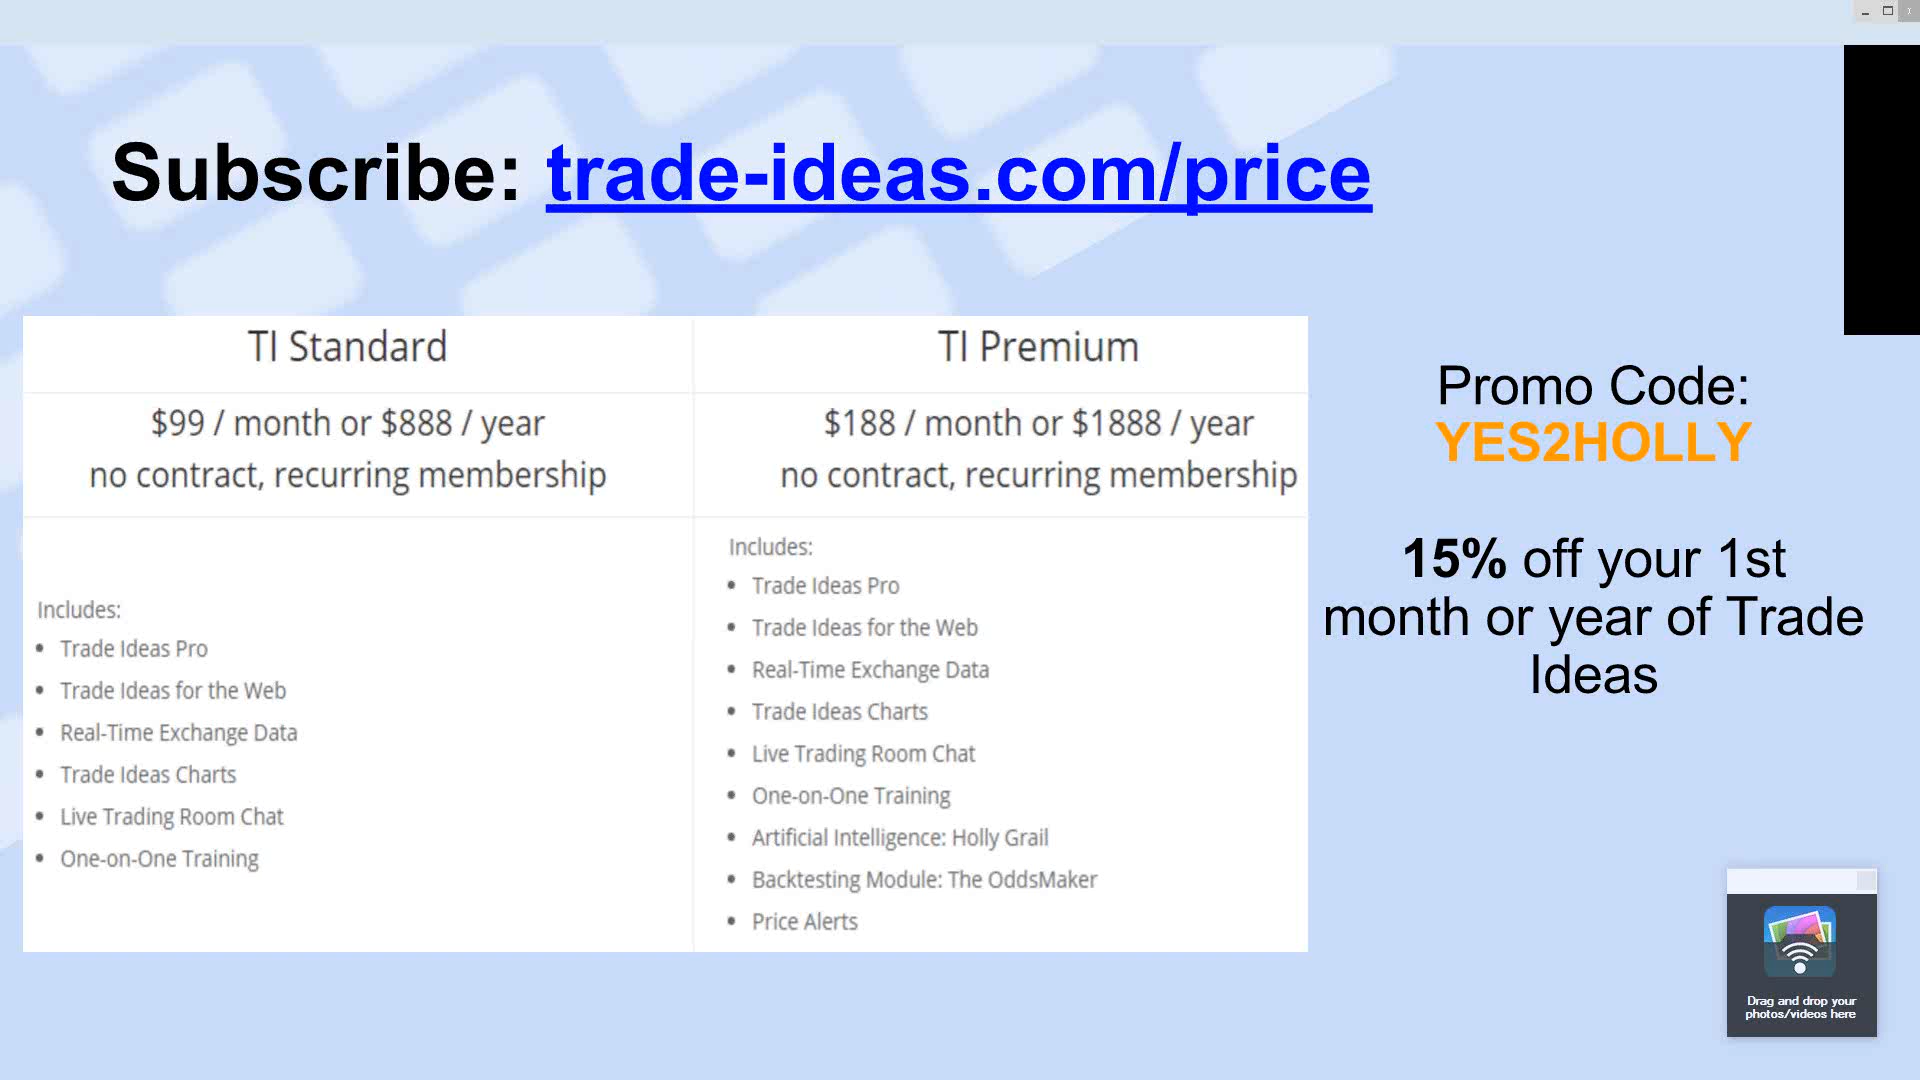 Subscribe: trade-ideas.com/price
TI Standard
$99 / month or $888 / year
no contract, recurring membership
Includes:
• Trade Ideas Pro
• Trade Ideas for the Web
• Real-Time Exchange Data
• Trade Ideas Charts
• Live Trading Room Chat
• One-on-One Training
TI Premium
$188 / month or $1888 / year
no contract, recurring membership
Includes:
• Trade Ideas Pro
• Trade Ideas for the Web
• Real-Time Exchange Data
• Trade Ideas Charts
• Live Trading Room Chat
• One-on-One Training
• Artificial Intelligence: Holly Grail
• Backtesting Module: The OddsMaker
• Price Alerts
Promo Code:
YES2HOLLY
15% off your 1st
month or year of Trade
Ideas
Drag and drop your
photos/videos here